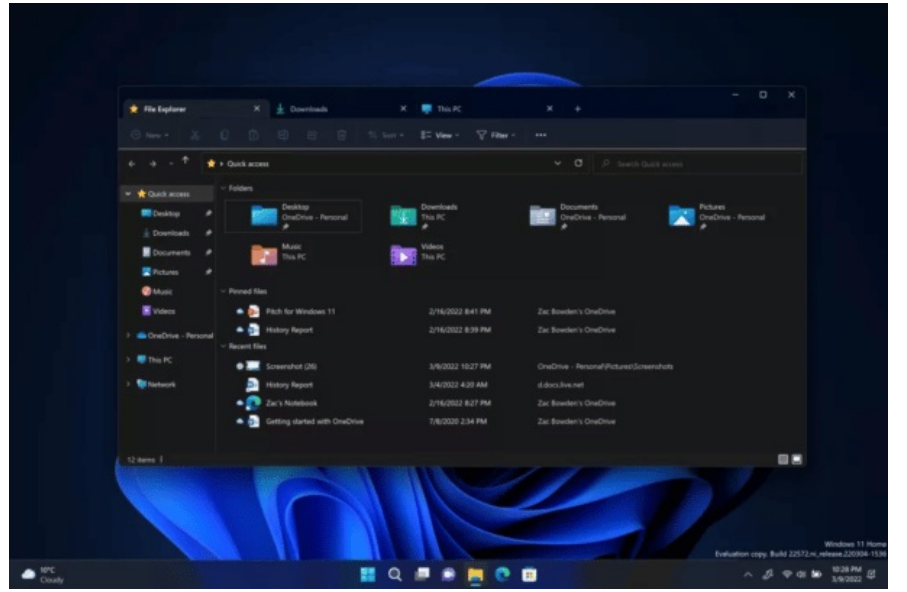 File Explorer
Downloads
This PC
New
Sort
View
Filter
Quick access
Search Quick access
Quick access
Desktop
Downloads
Documents
Pictures
Music
Videos
OneDrive - Personal
This PC
Network
Folders
Desktop
OneDrive - Personal
Downloads
This PC
Documents
OneDrive - Personal
Pictures
OneDrive - Personal
Music
This PC
Videos
This PC
Pinned files
Pitch for Windows 11 2/16/2022 8:41 PM Zac Bowden's OneDrive
History Report 2/16/2022 8:39 PM Zac Bowden's OneDrive
Recent files
Screenshot (26) 3/9/2022 10:27 PM OneDrive - Personal\Pictures\Screenshots
History Report 3/4/2022 4:20 AM d.docs.live.net
Zac's Notebook 2/16/2022 8:27 PM Zac Bowden's OneDrive
Getting started with OneDrive 7/8/2020 2:34 PM Zac Bowden's OneDrive
12 items
Windows 11 Home
Evaluation copy. Build 22572.ni_release.220304-1536
10°C
Cloudy
10:28 PM
3/9/2022